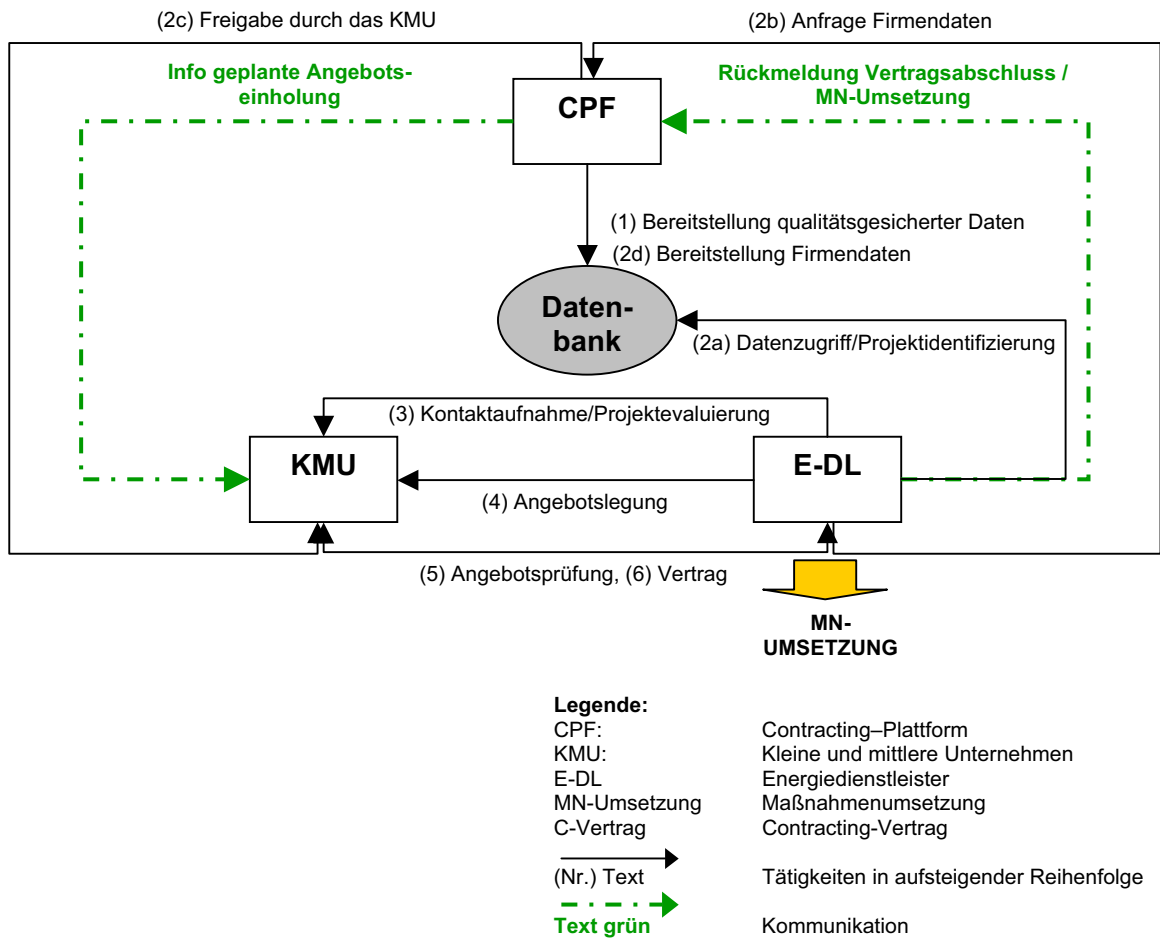 (2c) Freigabe durch das KMU
(2b) Anfrage Firmendaten
Info geplante Angebots-
einholung
Rückmeldung Vertragsabschluss /
MN-Umsetzung
CPF
(1) Bereitstellung qualitätsgesicherter Daten
(2d) Bereitstellung Firmendaten
Daten-
bank
(2a) Datenzugriff/Projektidentifizierung
(3) Kontaktaufnahme/Projektevaluierung
KMU
E-DL
(4) Angebotslegung
(5) Angebotsprüfung, (6) Vertrag
MN-
UMSETZUNG
Legende:
CPF: Contracting–Plattform
KMU: Kleine und mittlere Unternehmen
E-DL Energiedienstleister
MN-Umsetzung Maßnahmenumsetzung
C-Vertrag Contracting-Vertrag
(Nr.) Text Tätigkeiten in aufsteigender Reihenfolge
Text grün Kommunikation